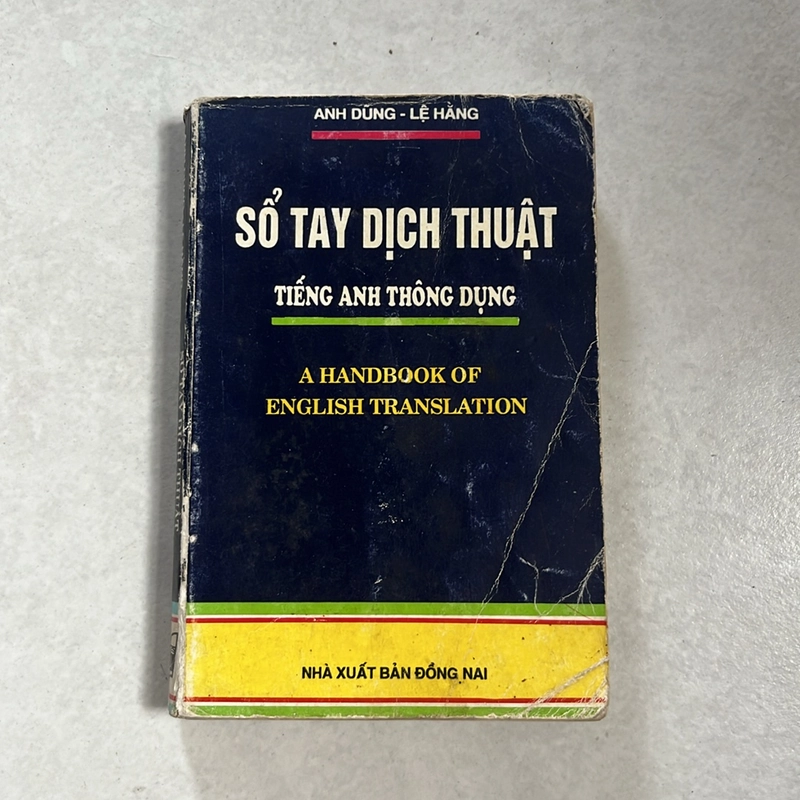 ANH DŨNG - LỆ HẰNG
SỔ TAY DỊCH THUẬT
TIẾNG ANH THÔNG DỤNG
A HANDBOOK OF
ENGLISH TRANSLATION
NHÀ XUẤT BẢN ĐỒNG NAI